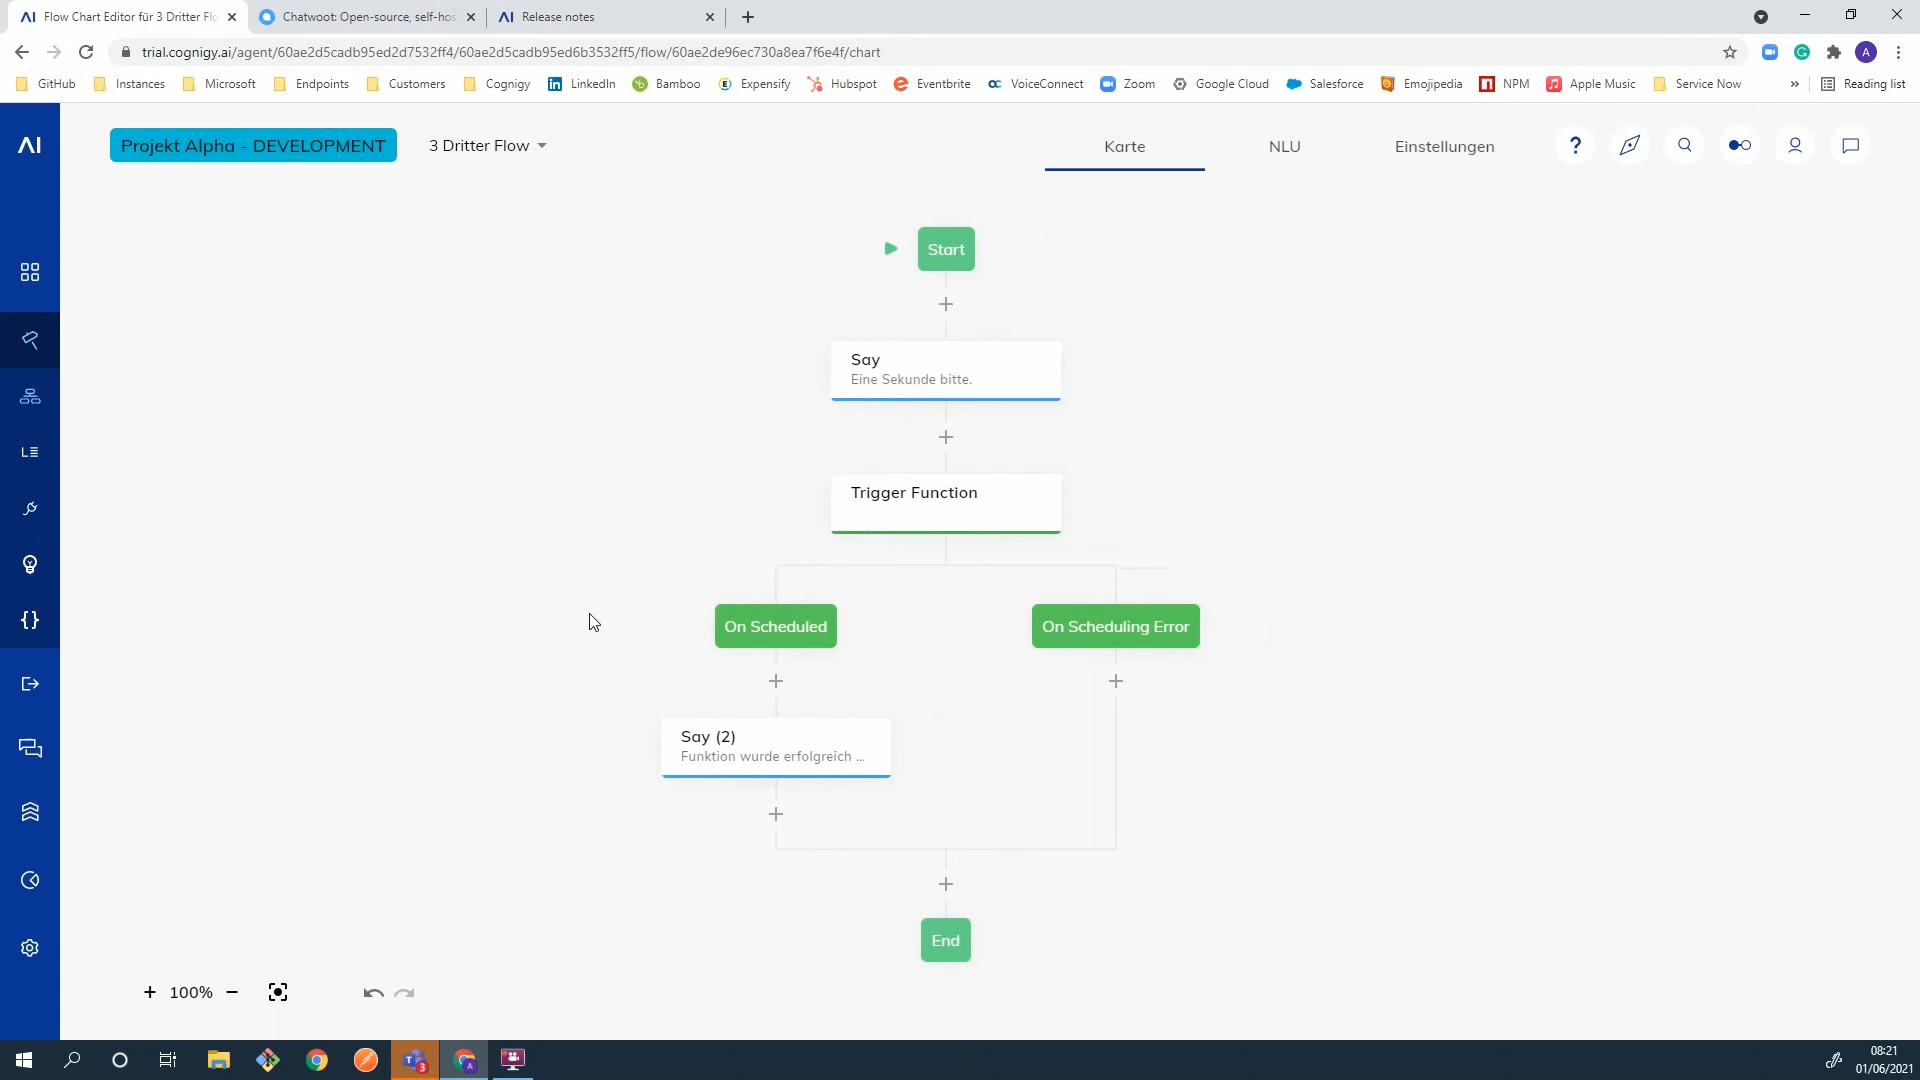 Flow Chart Editor für 3 Dritter Fl
Chatwoot: Open-source, self-hos
Release notes
trial.cognigy.ai/agent/60ae2d5cadb95ed2d7532ff4/60ae2d5cadb95ed6b3532ff5/flow/60ae2de96ec730a8ea7f6e4f/chart
A
GitHub
Instances
Microsoft
Endpoints
Customers
Cognigy
LinkedIn
Bamboo
Expensify
Hubspot
Eventbrite
VoiceConnect
Zoom
Google Cloud
Salesforce
Emojipedia
NPM
Apple Music
Service Now
»
Reading list
AI
Projekt Alpha - DEVELOPMENT
3 Dritter Flow
Karte
NLU
Einstellungen
?
Start
Say
Eine Sekunde bitte.
Trigger Function
On Scheduled
On Scheduling Error
Say (2)
Funktion wurde erfolgreich ...
End
+ 100% −
08:21
01/06/2021